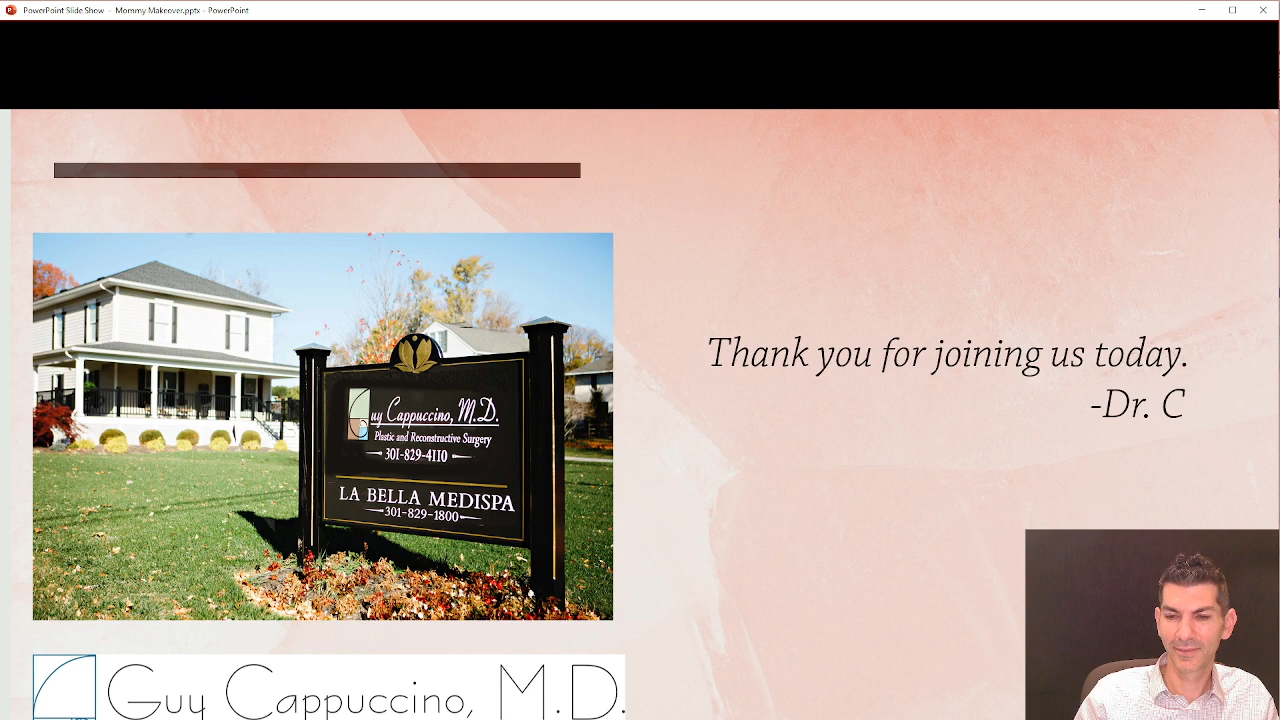 PowerPoint Slide Show - Mommy Makeover.pptx - PowerPoint
Thank you for joining us today.
-Dr. C
Guy Cappuccino, M.D.
Plastic and Reconstructive Surgery
301-829-4110
LA BELLA MEDISPA
301-829-1800
Guy Cappuccino, M.D.